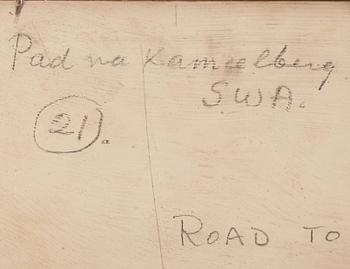 Pad na Kameelberg
SWA.
21.
ROAD TO